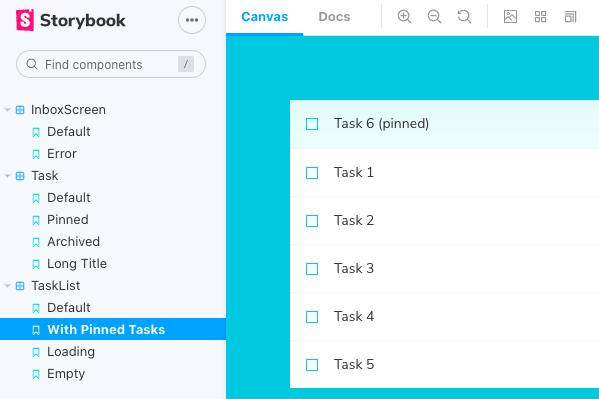 Storybook
Canvas
Docs
Find components
/
InboxScreen
Default
Error
Task
Default
Pinned
Archived
Long Title
TaskList
Default
With Pinned Tasks
Loading
Empty
Task 6 (pinned)
Task 1
Task 2
Task 3
Task 4
Task 5